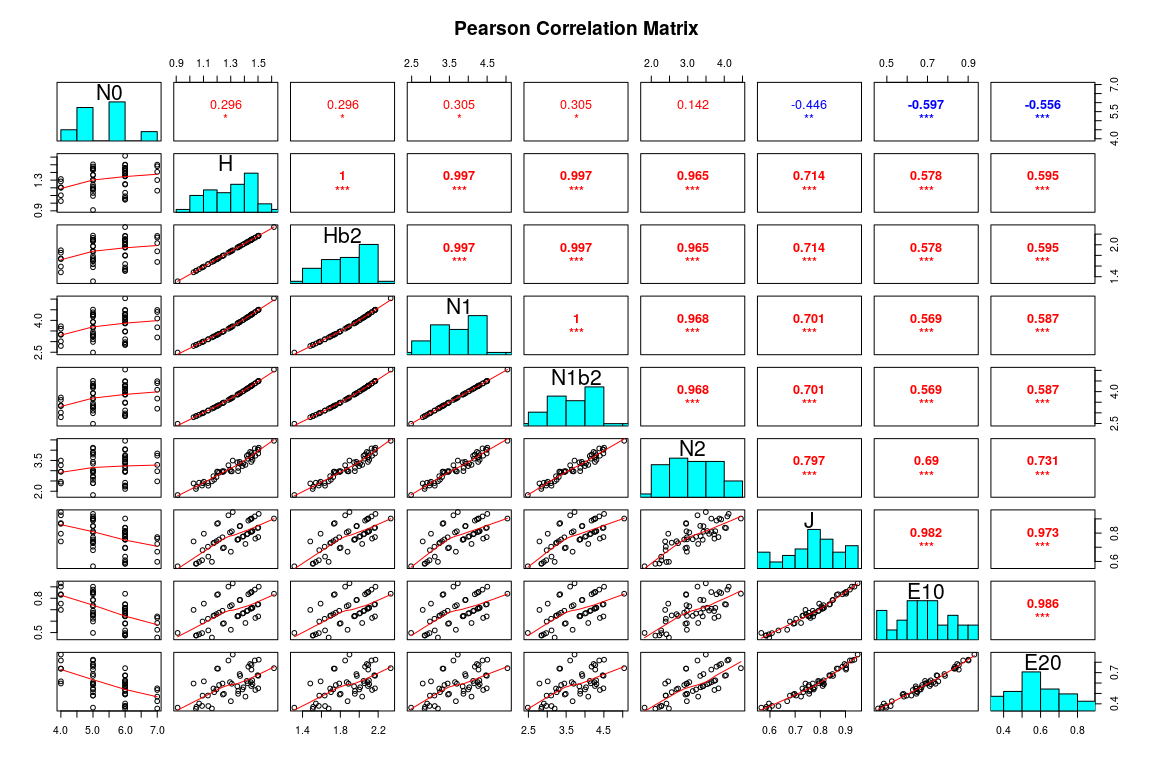 Pearson Correlation Matrix
0.9 1.1 1.3 1.5 2.5 3.5 4.5 2.0 3.0 4.0 0.5 0.7 0.9
N0 0.296 0.296 0.305 0.305 0.142 -0.446 -0.597 -0.556 4.0 5.5 7.0
* * * * ** *** ***
0.9 1.3 H 1 0.997 0.997 0.965 0.714 0.578 0.595
*** *** *** *** *** *** ***
Hb2 0.997 0.997 0.965 0.714 0.578 0.595 1.4 2.0
*** *** *** *** *** ***
2.5 4.0 N1 1 0.968 0.701 0.569 0.587
*** *** *** *** ***
N1b2 0.968 0.701 0.569 0.587 2.5 4.0
*** *** *** ***
2.0 3.5 N2 0.797 0.69 0.731
*** *** ***
J 0.982 0.973 0.6 0.8
*** ***
0.5 0.8 E10 0.986
***
E20 0.4 0.7
4.0 5.0 6.0 7.0 1.4 1.8 2.2 2.5 3.5 4.5 0.6 0.7 0.8 0.9 0.4 0.6 0.8